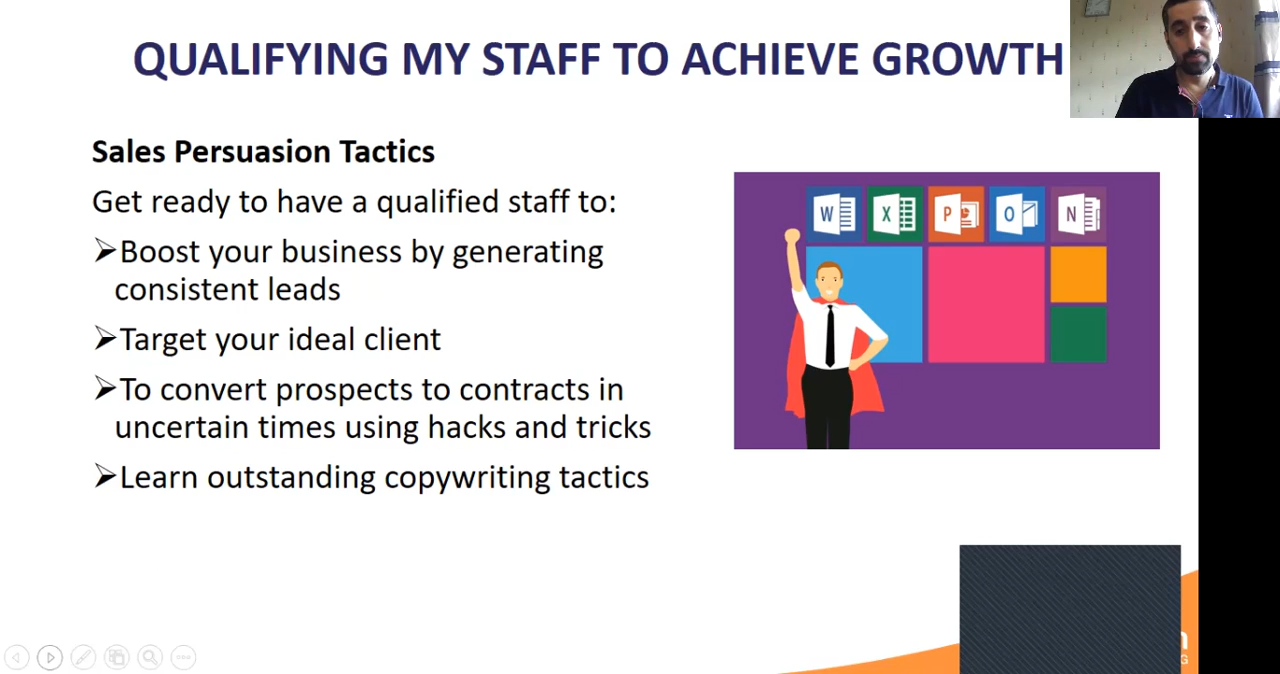 QUALIFYING MY STAFF TO ACHIEVE GROWTH
Sales Persuasion Tactics
Get ready to have a qualified staff to:
Boost your business by generating
consistent leads
Target your ideal client
To convert prospects to contracts in
uncertain times using hacks and tricks
Learn outstanding copywriting tactics
W X P O N